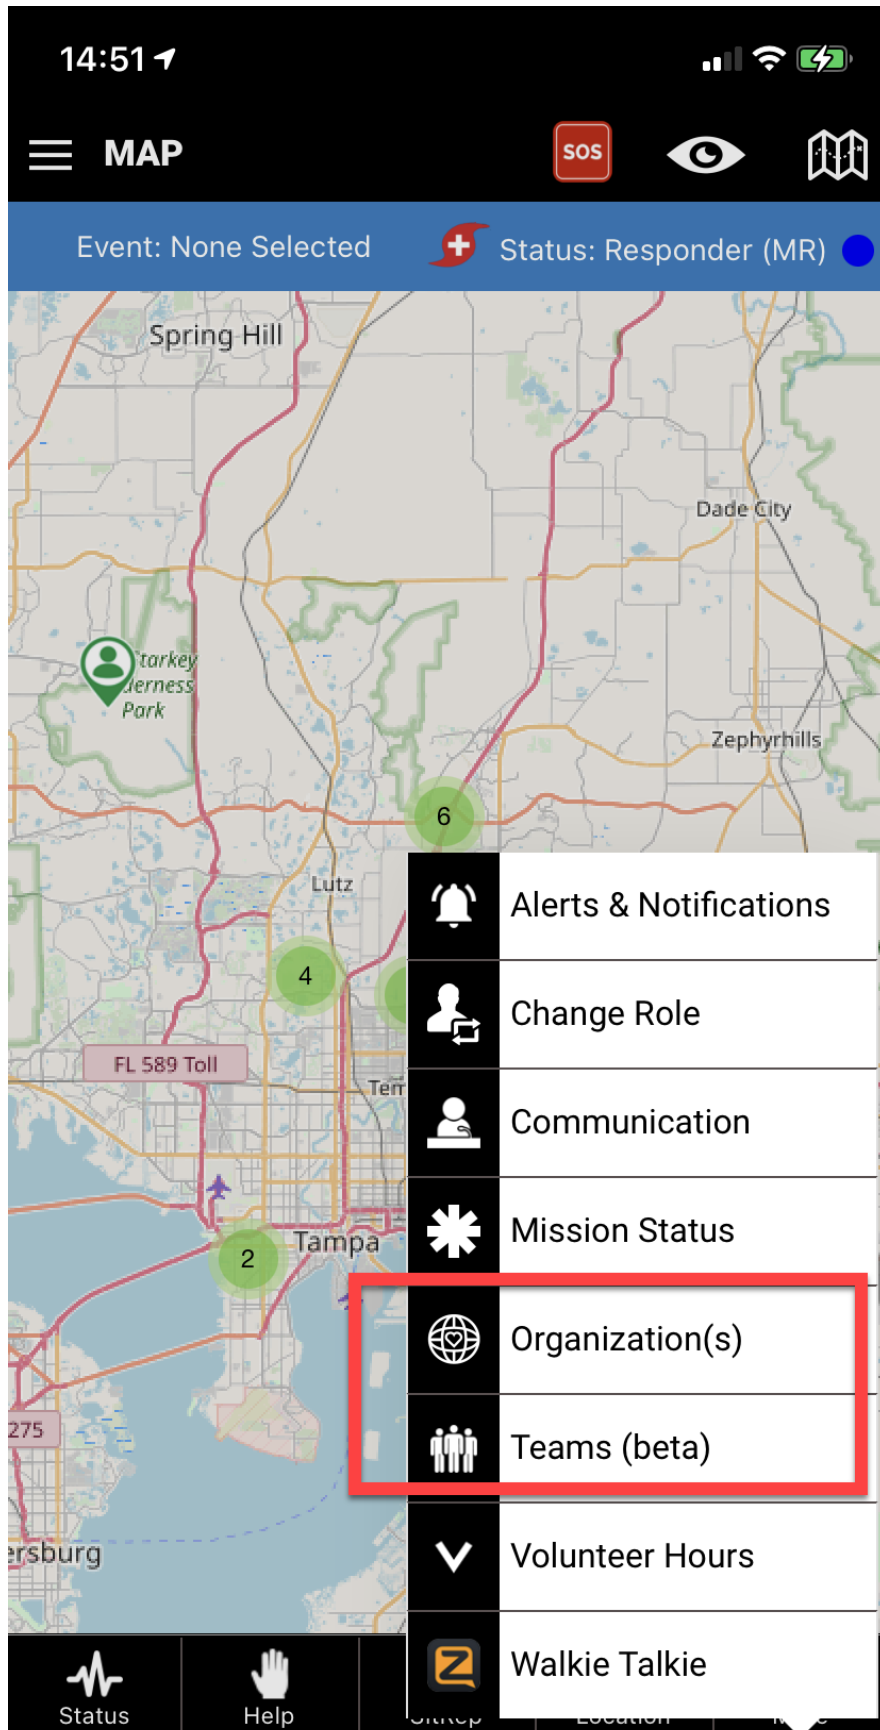 14:51
MAP
SOS
Event: None Selected
Status: Responder (MR)
Spring Hill
Dade City
Park
Zephyrhills
6
Lutz
4
FL 589 Toll
2
Tampa
275
Alerts & Notifications
Change Role
Communication
Mission Status
Organization(s)
Teams (beta)
Volunteer Hours
Z
Walkie Talkie
Status
Help